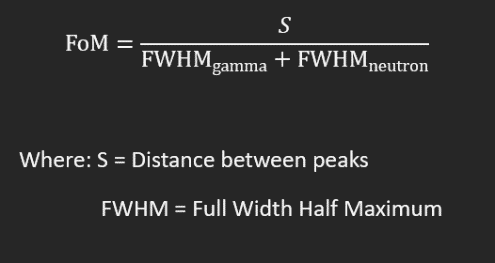 FoM = S / (FWHM_gamma + FWHM_neutron)
Where: S = Distance between peaks
FWHM = Full Width Half Maximum